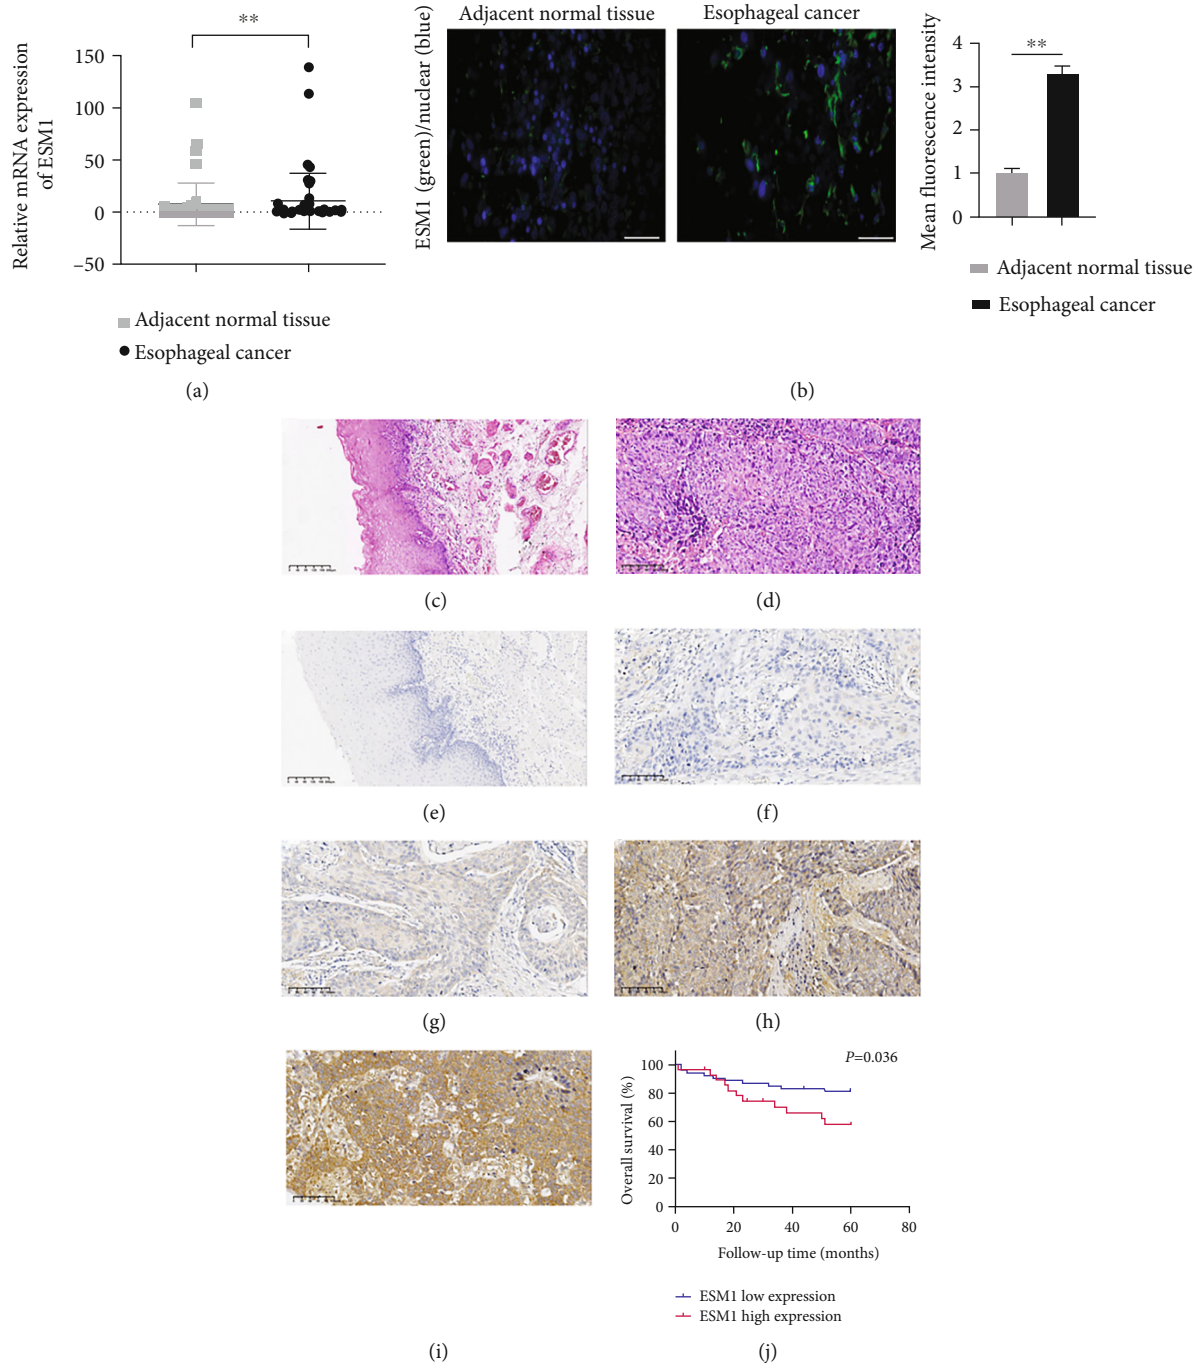 **
150
100
50
0
−50
Relative mRNA expression
of ESM1
Adjacent normal tissue
Esophageal cancer
(a)
Adjacent normal tissue
Esophageal cancer
ESM1 (green)/nuclear (blue)
**
4
3
2
1
0
Mean fluorescence intensity
Adjacent normal tissue
Esophageal cancer
(b)
(c)
(d)
(e)
(f)
(g)
(h)
(i)
P=0.036
100
80
60
40
20
0
Overall survival (%)
0 20 40 60 80
Follow-up time (months)
ESM1 low expression
ESM1 high expression
(j)